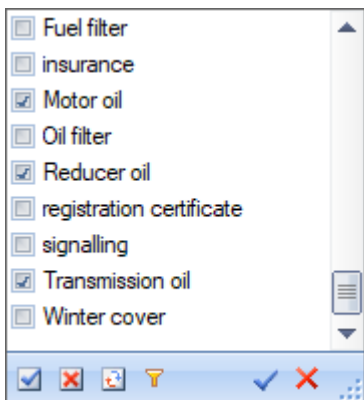 Fuel filter
insurance
Motor oil
Oil filter
Reducer oil
registration certificate
signalling
Transmission oil
Winter cover